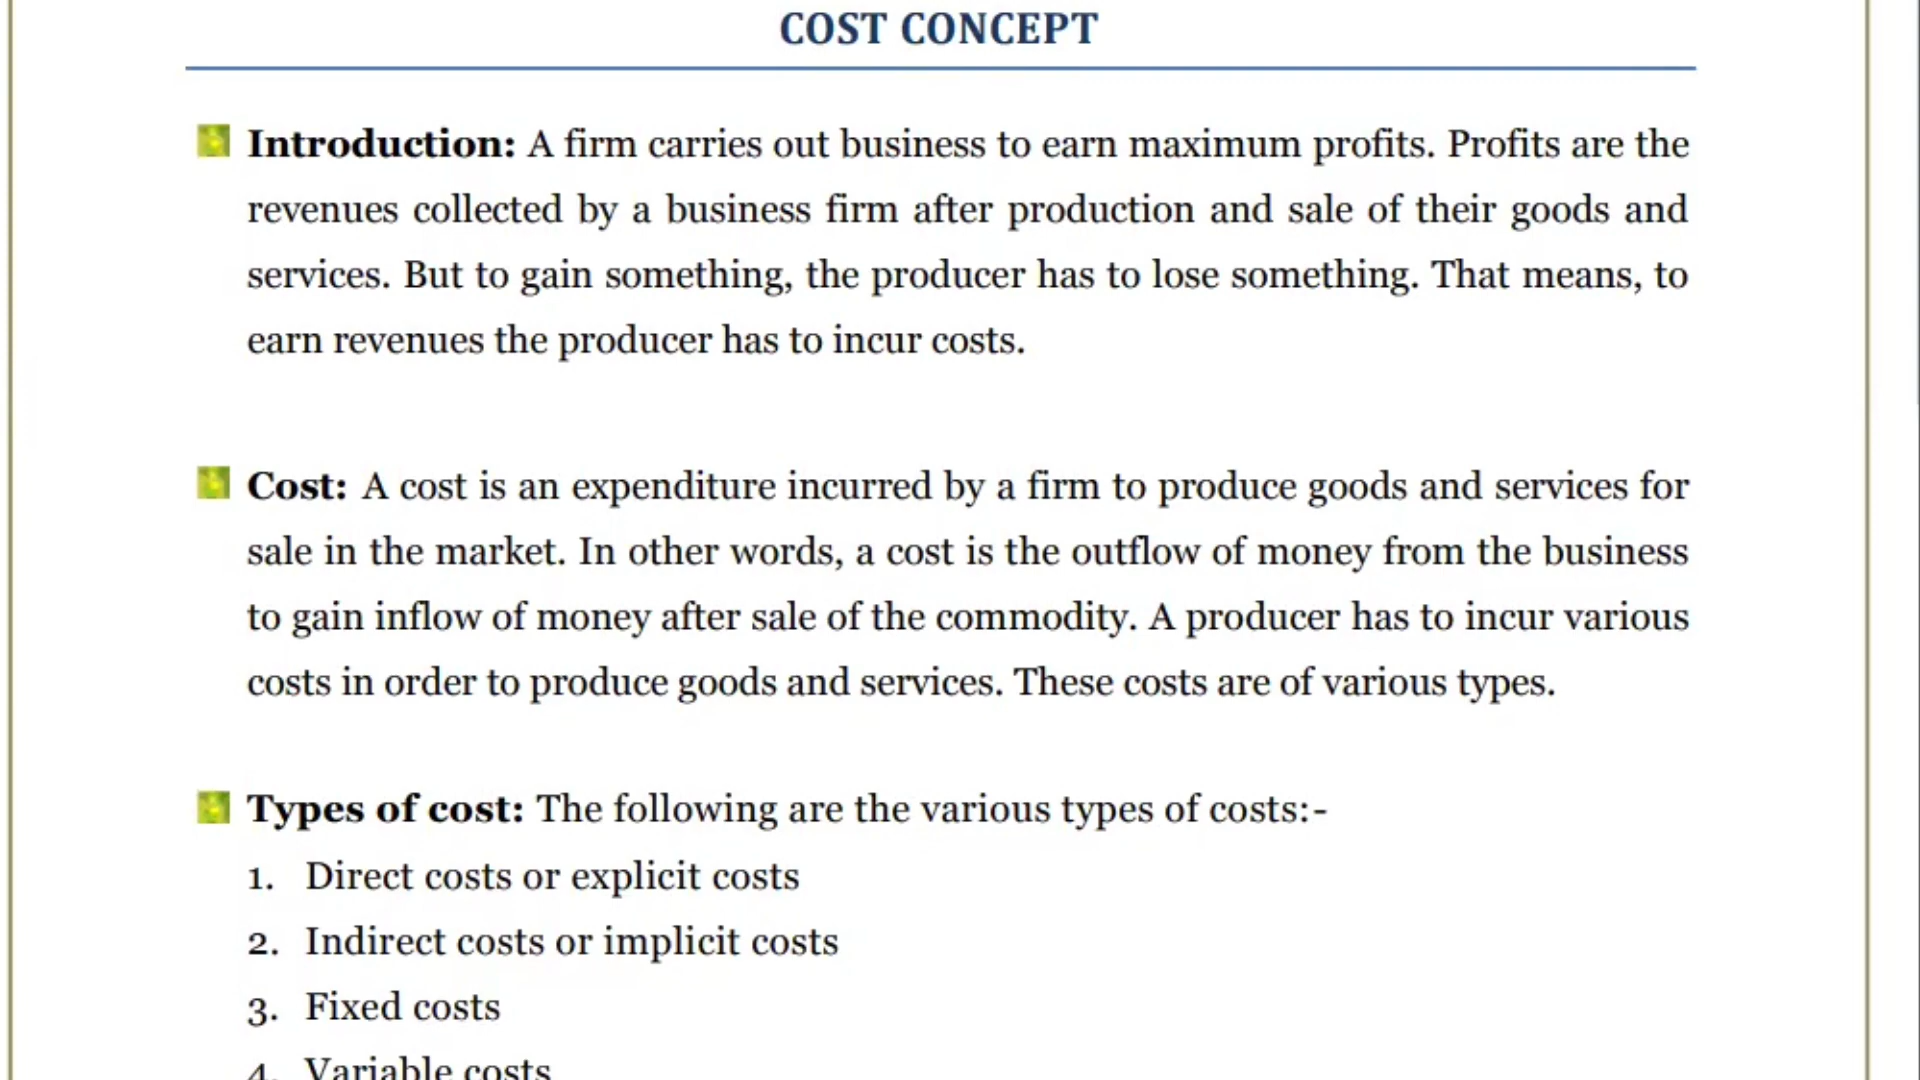 COST CONCEPT
Introduction: A firm carries out business to earn maximum profits. Profits are the
revenues collected by a business firm after production and sale of their goods and
services. But to gain something, the producer has to lose something. That means, to
earn revenues the producer has to incur costs.
Cost: A cost is an expenditure incurred by a firm to produce goods and services for
sale in the market. In other words, a cost is the outflow of money from the business
to gain inflow of money after sale of the commodity. A producer has to incur various
costs in order to produce goods and services. These costs are of various types.
Types of cost: The following are the various types of costs:-
1. Direct costs or explicit costs
2. Indirect costs or implicit costs
3. Fixed costs
4. Variable costs